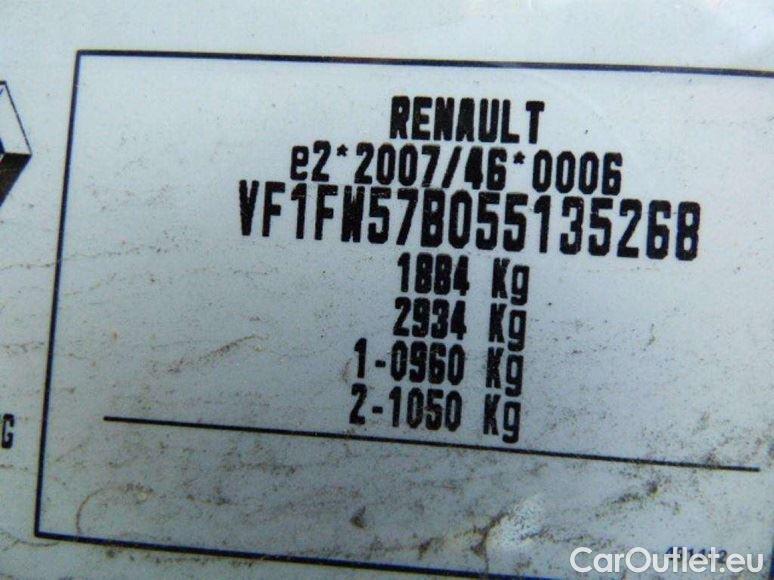 RENAULT
e2*2007/46*0006
VF1FW57B055135268
1884 Kg
2934 Kg
1-0960 Kg
2-1050 Kg
G
CarOutlet.eu